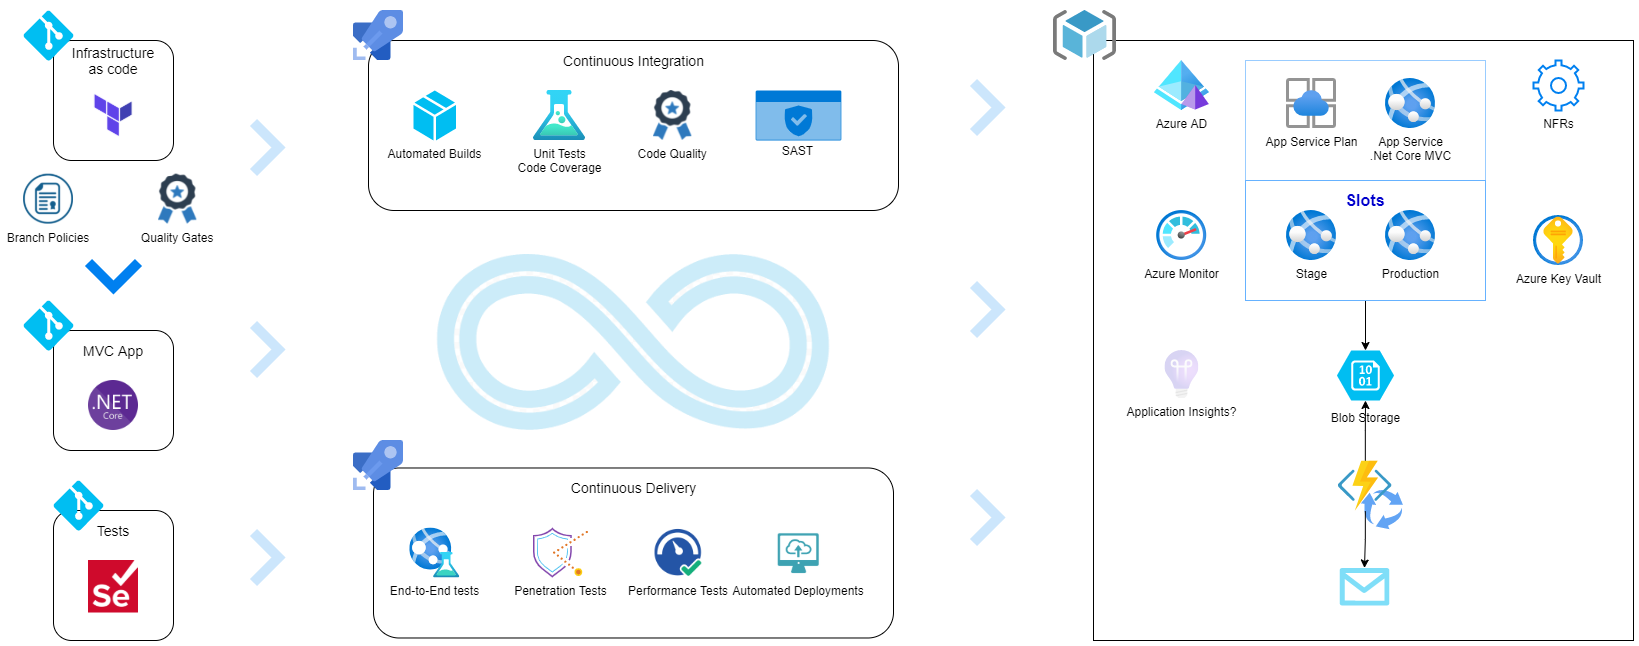 Infrastructure
as code
Branch Policies
Quality Gates
MVC App
.NET
Core
Tests
Se
Continuous Integration
Automated Builds
Unit Tests
Code Coverage
Code Quality
SAST
Continuous Delivery
End-to-End tests
Penetration Tests
Performance Tests
Automated Deployments
Azure AD
App Service Plan
App Service
.Net Core MVC
NFRs
Slots
Azure Monitor
Stage
Production
Azure Key Vault
Application Insights?
10
01
Blob Storage